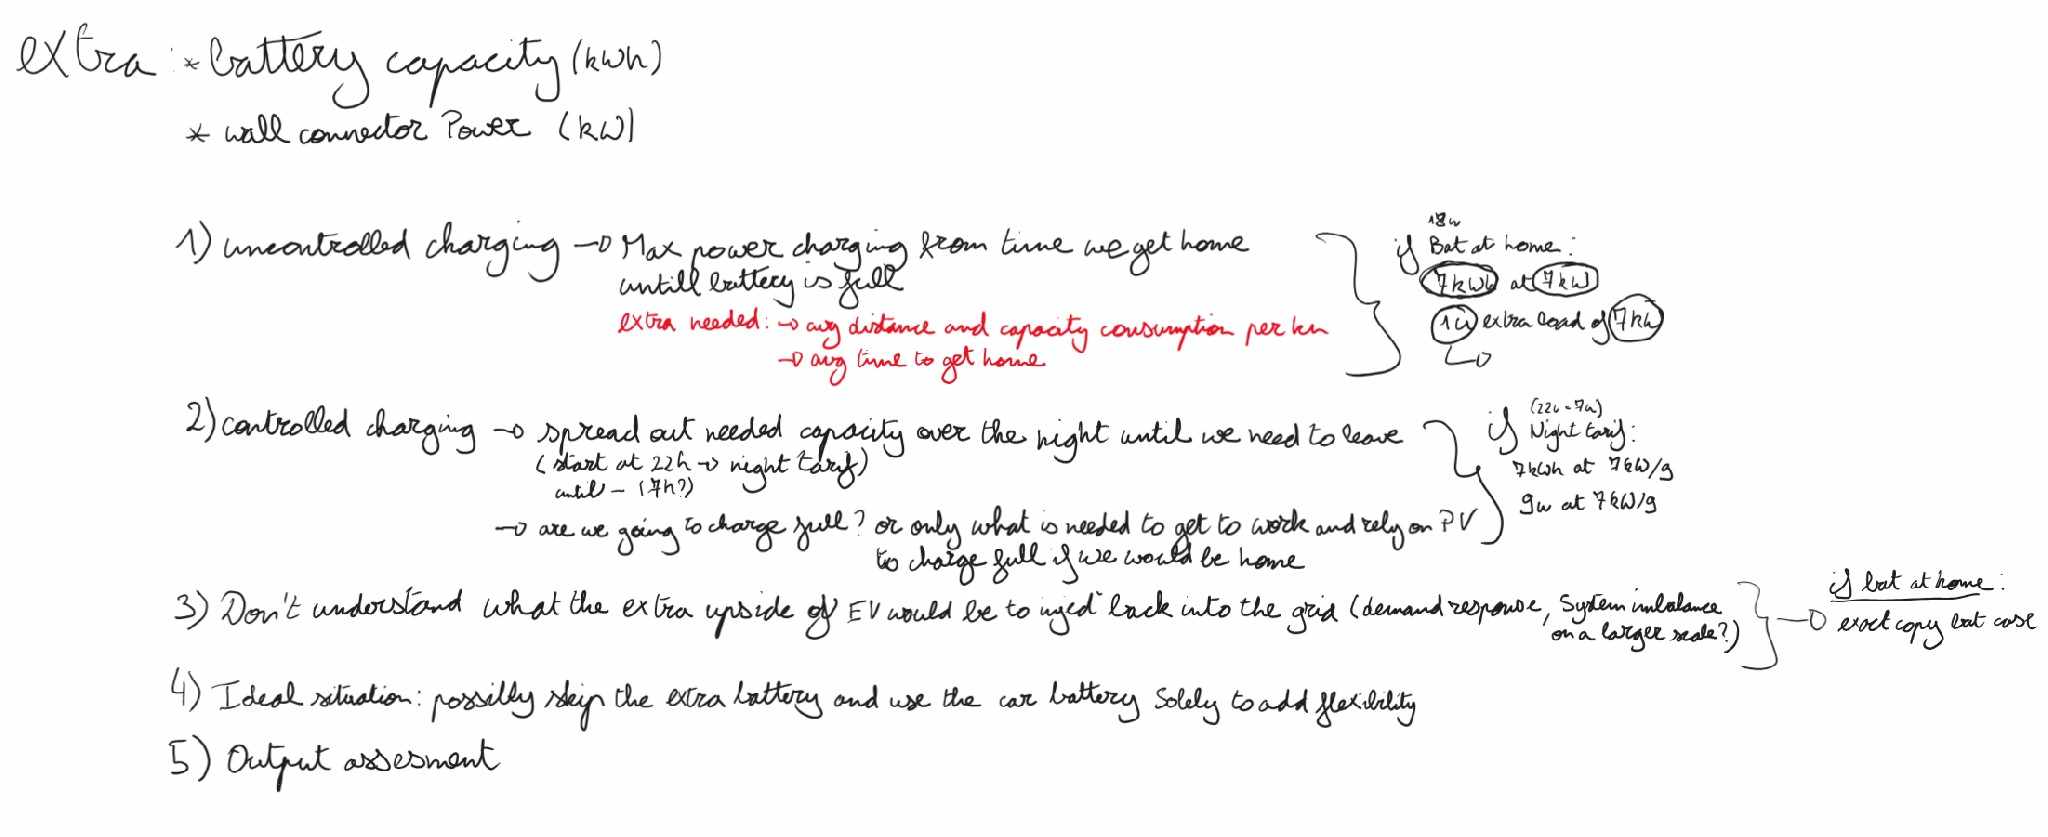 extra : * battery capacity (kWh)
* wall connector Power (kW)
1) uncontrolled charging → Max power charging from time we get home
untill battery is full
extra needed: → avg distance and capacity consumption per km
→ avg time to get home
18u
if Bat at home :
7kWh at 7kW
1u extra load of 7kW
2) controlled charging → spread out needed capacity over the night until we need to leave
(start at 22h → night tarif)
until - (7h?)
→ are we going to charge full? or only what is needed to get to work and rely on PV
to charge full if we would be home
(22u - 7u)
if Night tarif:
7kWh at 7kW/9
9u at 7kW/9
3) Don't understand what the extra upside of EV would be to inject back into the grid (demand response, System imbalance
on a larger scale?)
if bat at home :
→ exact copy bat case
4) Ideal situation: possibly skip the extra battery and use the car battery Solely to add flexibility
5) Output assesment